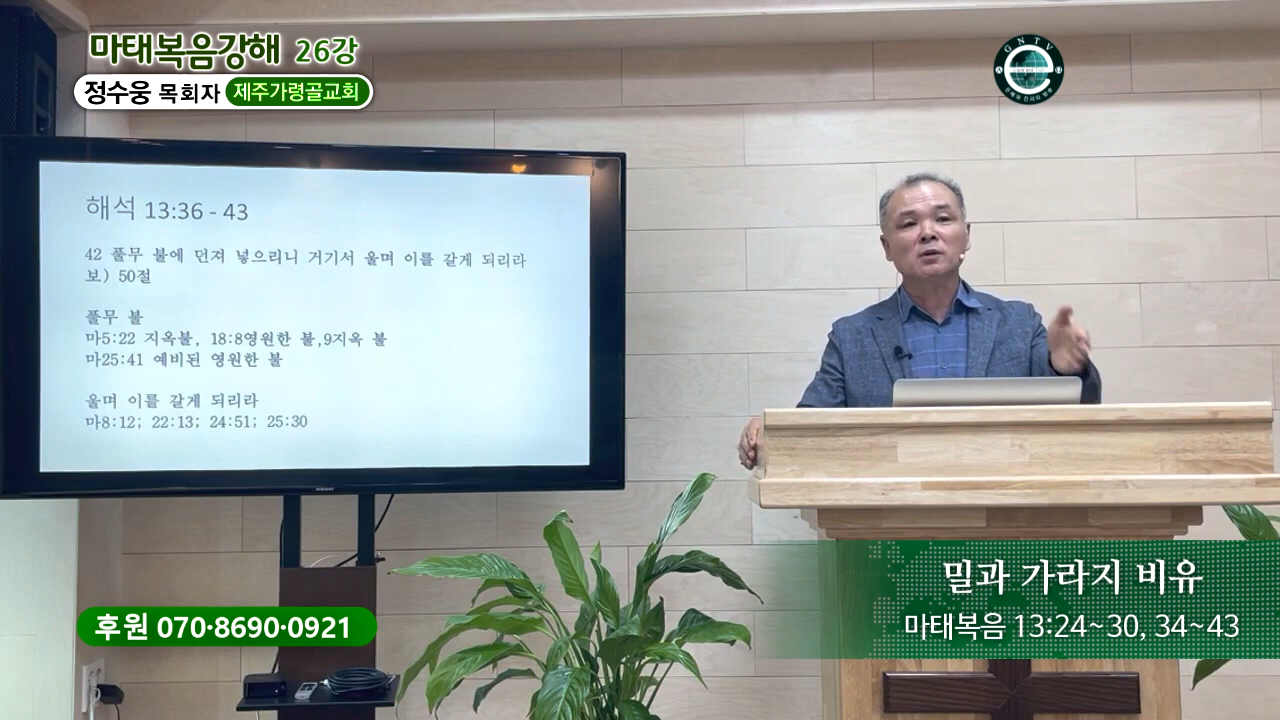 마태복음강해 26강
정수웅 목회자 제주가령골교회
GNTV
해석 13:36 - 43
42 풀무 불에 던져 넣으리니 거기서 울며 이를 갈게 되리라
보) 50절
풀무 불
마5:22 지옥불, 18:8영원한 불,9지옥 불
마25:41 예비된 영원한 불
울며 이를 갈게 되리라
마8:12; 22:13; 24:51; 25:30
SAMSUNG
밀과 가라지 비유
마태복음 13:24~30, 34~43
후원 070·8690·0921